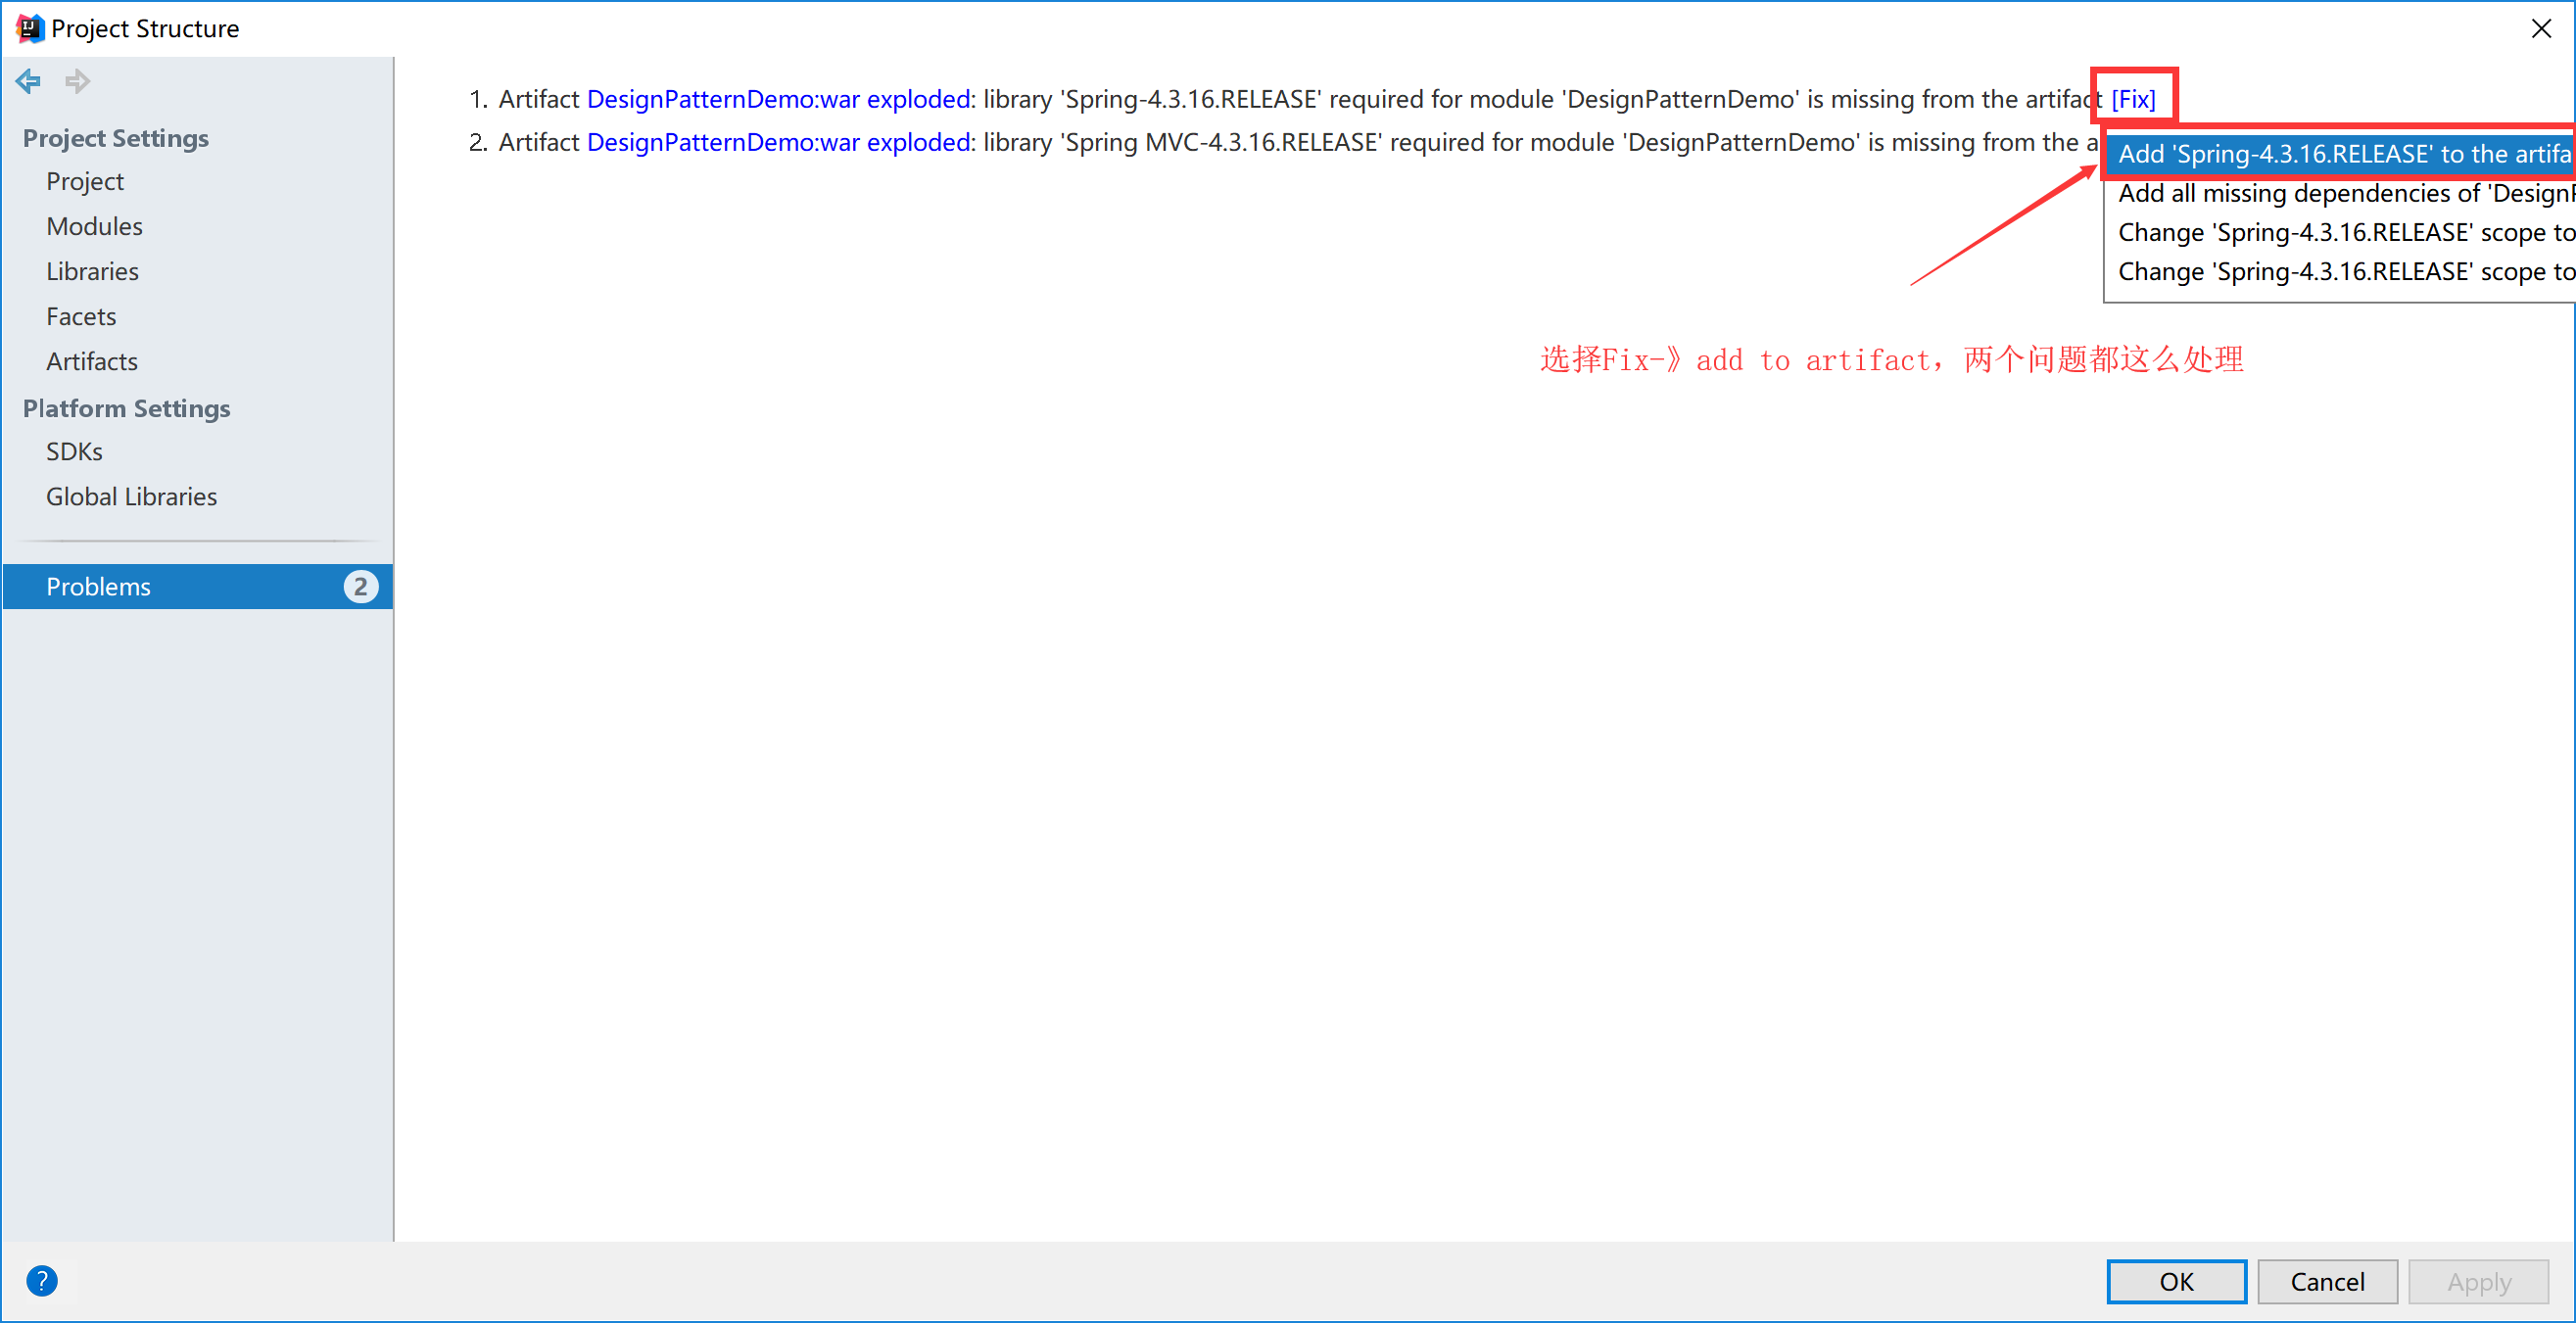 Project Structure
Project Settings
Project
Modules
Libraries
Facets
Artifacts
Platform Settings
SDKs
Global Libraries
Problems 2
1. Artifact DesignPatternDemo:war exploded: library 'Spring-4.3.16.RELEASE' required for module 'DesignPatternDemo' is missing from the artifact [Fix]
2. Artifact DesignPatternDemo:war exploded: library 'Spring MVC-4.3.16.RELEASE' required for module 'DesignPatternDemo' is missing from the a
Add 'Spring-4.3.16.RELEASE' to the artifa
Add all missing dependencies of 'Design
Change 'Spring-4.3.16.RELEASE' scope to
Change 'Spring-4.3.16.RELEASE' scope to
选择Fix-》add to artifact，两个问题都这么处理
?
OK Cancel Apply